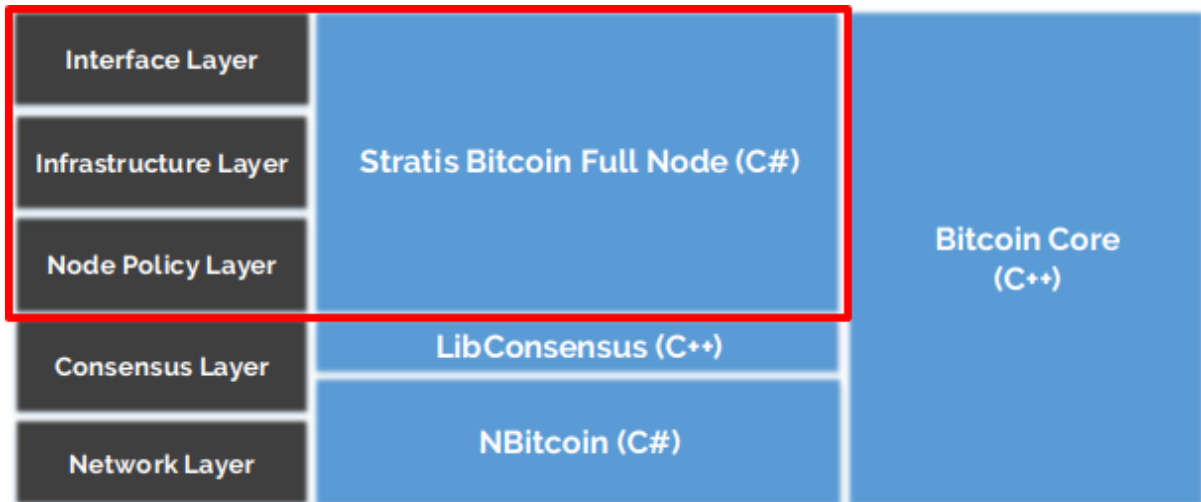 Interface Layer
Infrastructure Layer
Node Policy Layer
Consensus Layer
Network Layer
Stratis Bitcoin Full Node (C#)
LibConsensus (C++)
NBitcoin (C#)
Bitcoin Core
(C++)